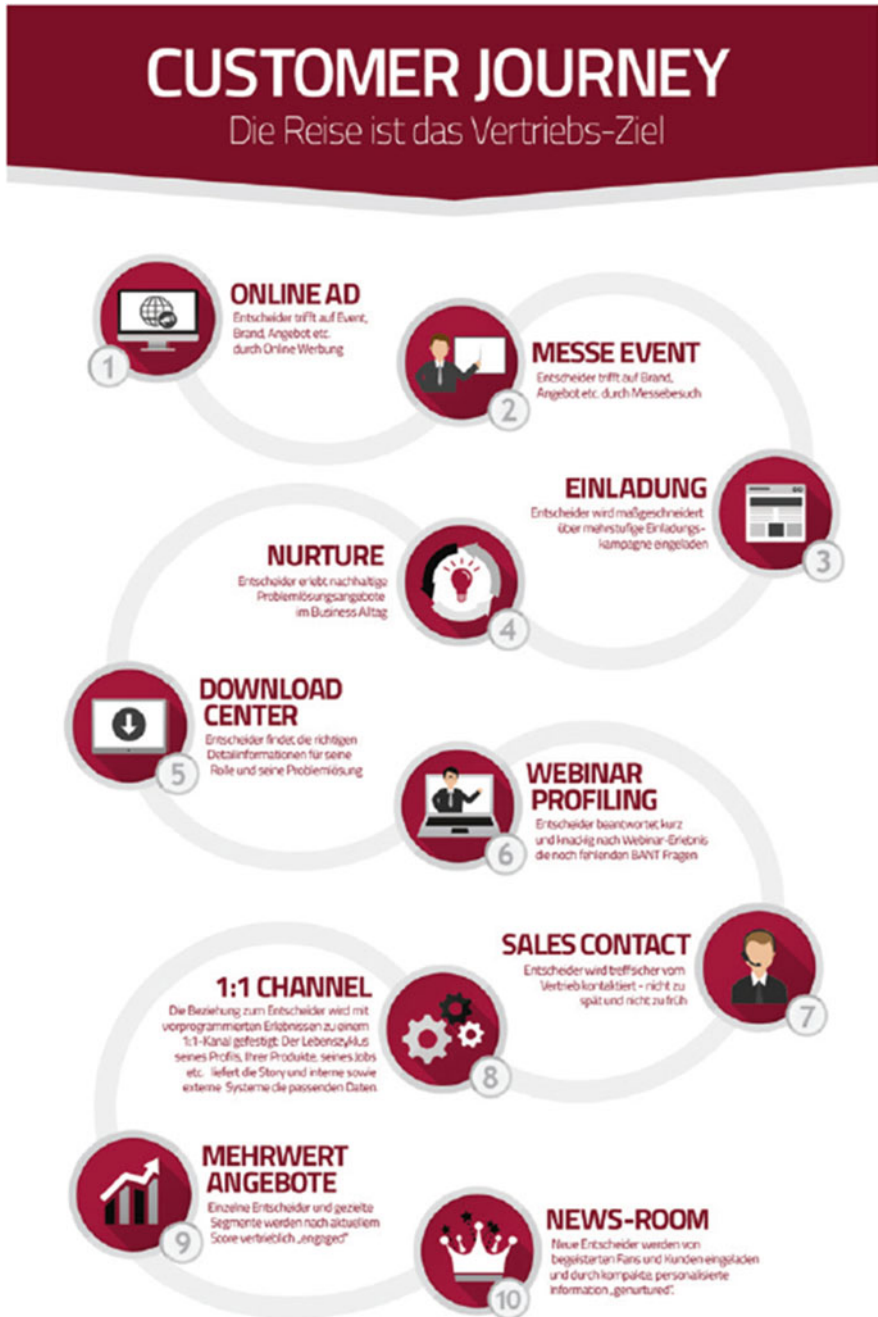 CUSTOMER JOURNEY
Die Reise ist das Vertriebs-Ziel
1
ONLINE AD
Entscheider trifft auf Event,
Brand, Angebot etc.
durch Online Werbung
2
MESSE EVENT
Entscheider trifft auf Brand,
Angebot etc. durch Messebesuch
3
EINLADUNG
Entscheider wird maßgeschneidert
über mehrstufige Einladungs-
kampagne eingeladen
4
NURTURE
Entscheider erlebt nachhaltige
Problemlösungsangebote
im Business Alltag
5
DOWNLOAD
CENTER
Entscheider findet die richtigen
Detailinformationen für seine
Rolle und seine Problemlösung
6
WEBINAR
PROFILING
Entscheider beantwortet kurz
und knackig nach Webinar-Erlebnis
die noch fehlenden BANT Fragen
7
SALES CONTACT
Entscheider wird treffsicher vom
Vertrieb kontaktiert - nicht zu
spät und nicht zu früh
8
1:1 CHANNEL
Die Beziehung zum Entscheider wird mit
vorprogrammierten Erlebnissen zu einem
1:1-Kanal gefestigt: Der Lebenszyklus
seines Profils, Ihrer Produkte, seines Jobs
etc. liefert die Story und interne sowie
externe Systeme die passenden Daten.
9
MEHRWERT
ANGEBOTE
Einzelne Entscheider und gezielte
Segmente werden nach aktuellem
Score vertrieblich „engaged"
10
NEWS-ROOM
Neue Entscheider werden von
begeisterten Fans und Kunden eingeladen
und durch kompakte, personalisierte
Information „genurtured".